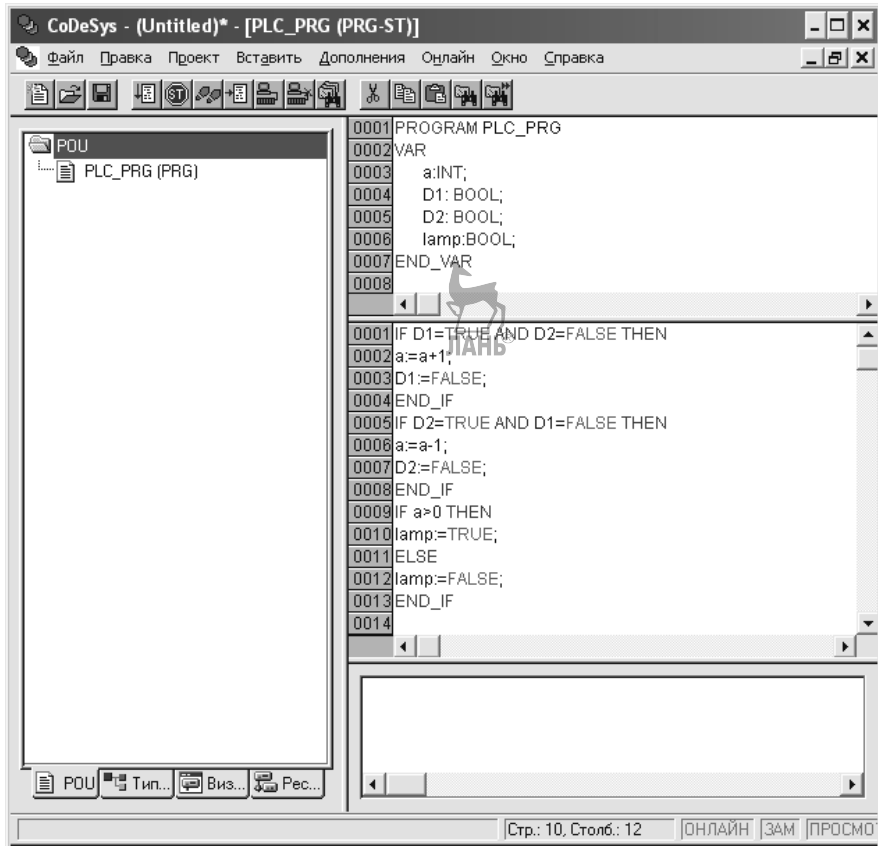 CoDeSys - (Untitled)* - [PLC_PRG (PRG-ST)]
Файл Правка Проект Вставить Дополнения Онлайн Окно Справка
POU
PLC_PRG (PRG)
0001 PROGRAM PLC_PRG
0002 VAR
0003 a:INT;
0004 D1: BOOL;
0005 D2: BOOL;
0006 lamp:BOOL;
0007 END_VAR
0008
ЛАНЬ®
0001 IF D1=TRUE AND D2=FALSE THEN
0002 a:=a+1;
0003 D1:=FALSE;
0004 END_IF
0005 IF D2=TRUE AND D1=FALSE THEN
0006 a:=a-1;
0007 D2:=FALSE;
0008 END_IF
0009 IF a>0 THEN
0010 lamp:=TRUE;
0011 ELSE
0012 lamp:=FALSE;
0013 END_IF
0014
POU Тип... Виз... Рес...
Стр.: 10, Столб.: 12 ОНЛАЙН ЗАМ ПРОСМО